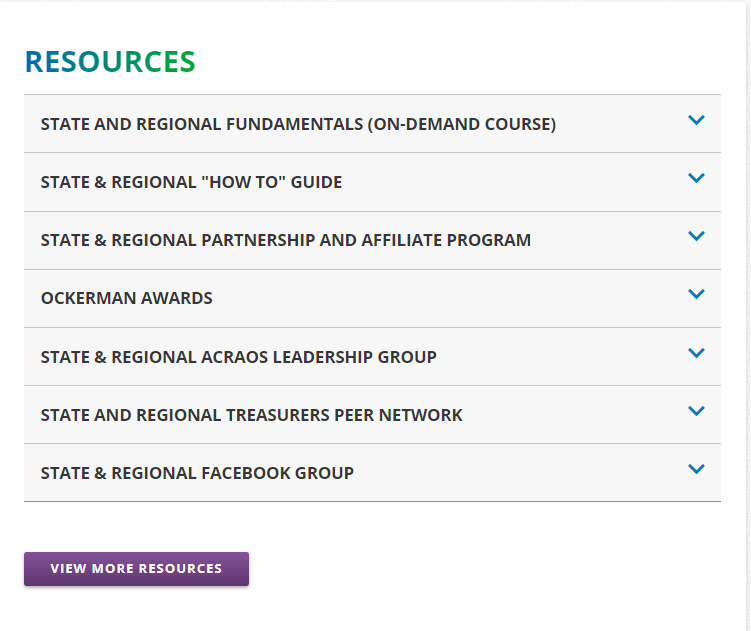 RESOURCES
STATE AND REGIONAL FUNDAMENTALS (ON-DEMAND COURSE)
STATE & REGIONAL "HOW TO" GUIDE
STATE & REGIONAL PARTNERSHIP AND AFFILIATE PROGRAM
OCKERMAN AWARDS
STATE & REGIONAL ACRAOS LEADERSHIP GROUP
STATE AND REGIONAL TREASURERS PEER NETWORK
STATE & REGIONAL FACEBOOK GROUP
VIEW MORE RESOURCES